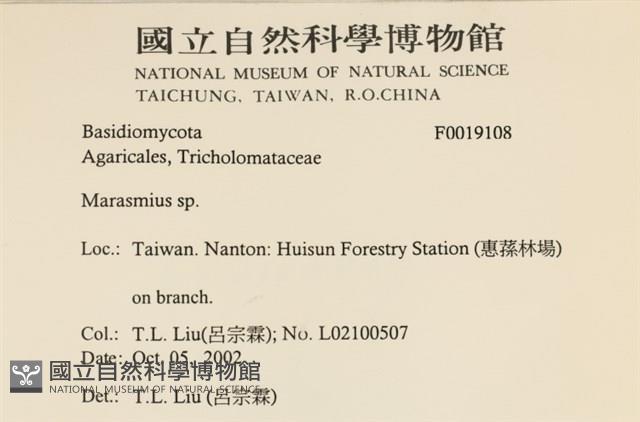 國立自然科學博物館
NATIONAL MUSEUM OF NATURAL SCIENCE
TAICHUNG, TAIWAN, R.O.CHINA
Basidiomycota F0019108
Agaricales, Tricholomataceae
Marasmius sp.
Loc.: Taiwan. Nanton: Huisun Forestry Station (惠蓀林場)
on branch.
Col.: T.L. Liu(呂宗霖); No. L02100507
Date: Oct. 05, 2002
國立自然科學博物館
NATIONAL MUSEUM OF NATURAL SCIENCE
Det.: T.L. Liu (呂宗霖)